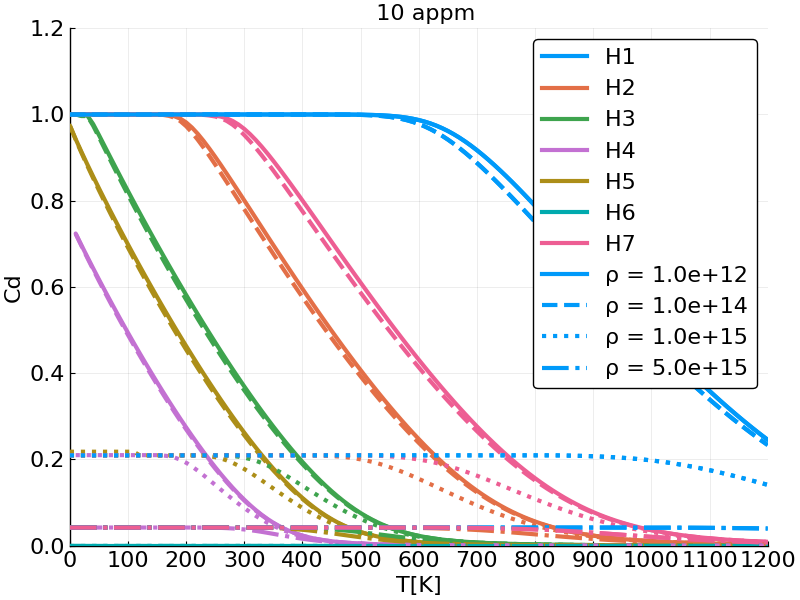 10 appm
1.2
1.0
0.8
0.6
0.4
0.2
0.0
Cd
H1
H2
H3
H4
H5
H6
H7
ρ = 1.0e+12
ρ = 1.0e+14
ρ = 1.0e+15
ρ = 5.0e+15
0 100 200 300 400 500 600 700 800 900 1000 1100 1200
T[K]